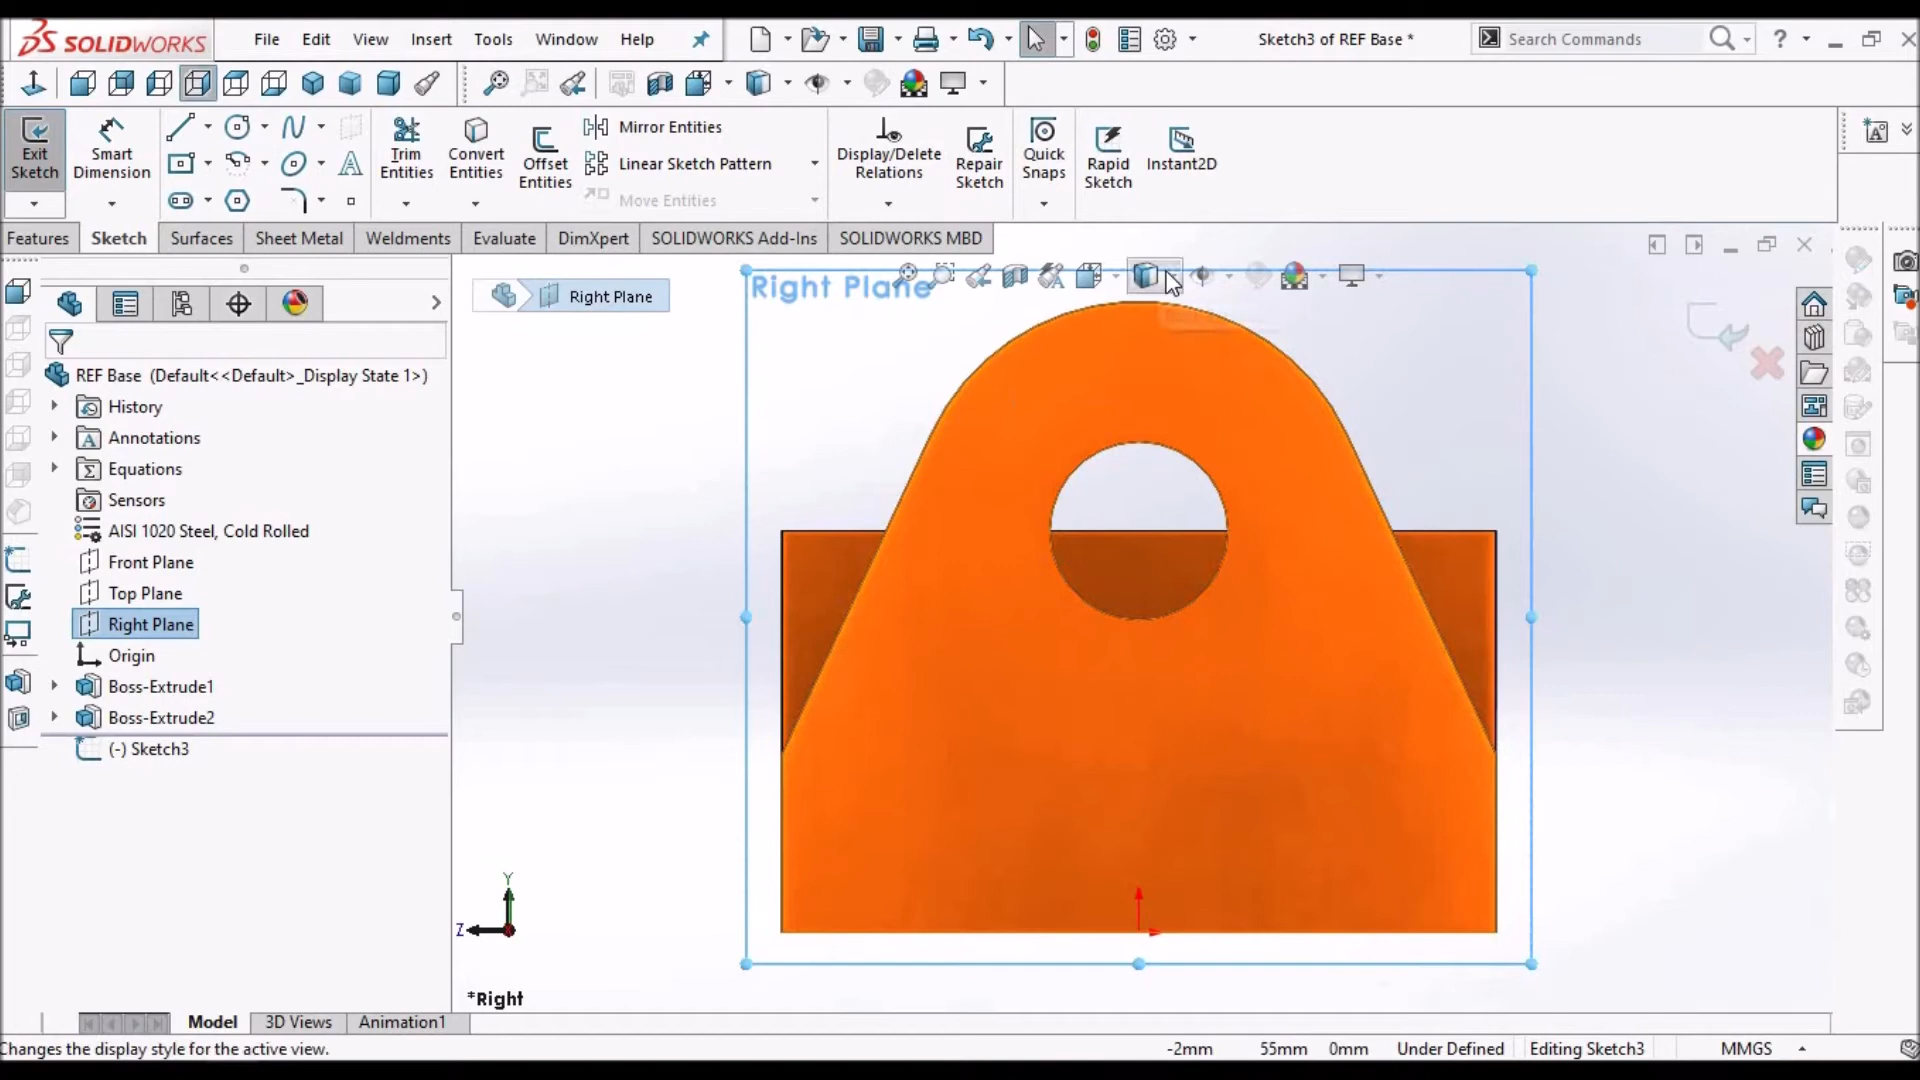 SOLIDWORKS
File Edit View Insert Tools Window Help
Sketch3 of REF Base *
Search Commands
Exit Sketch
Smart Dimension
Trim Entities
Convert Entities
Offset Entities
Mirror Entities
Linear Sketch Pattern
Move Entities
Display/Delete Relations
Repair Sketch
Quick Snaps
Rapid Sketch
Instant2D
Features Sketch Surfaces Sheet Metal Weldments Evaluate DimXpert SOLIDWORKS Add-Ins SOLIDWORKS MBD
Right Plane
Right Plane
REF Base (Default<<Default>_Display State 1>)
History
Annotations
Equations
Sensors
AISI 1020 Steel, Cold Rolled
Front Plane
Top Plane
Right Plane
Origin
Boss-Extrude1
Boss-Extrude2
(-) Sketch3
Y
Z
*Right
Model 3D Views Animation1
Changes the display style for the active view.
-2mm 55mm 0mm Under Defined Editing Sketch3 MMGS